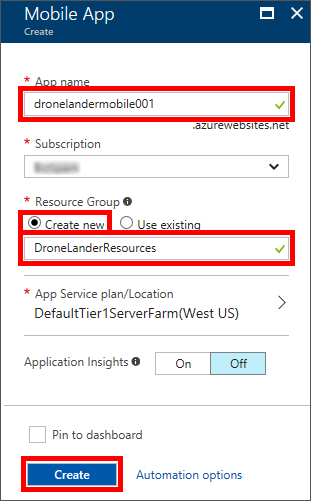 Mobile App
Create
* App name
dronelandermobile001
.azurewebsites.net
* Subscription
* Resource Group
Create new Use existing
DroneLanderResources
* App Service plan/Location
DefaultTier1ServerFarm(West US)
Application Insights On Off
Pin to dashboard
Create Automation options